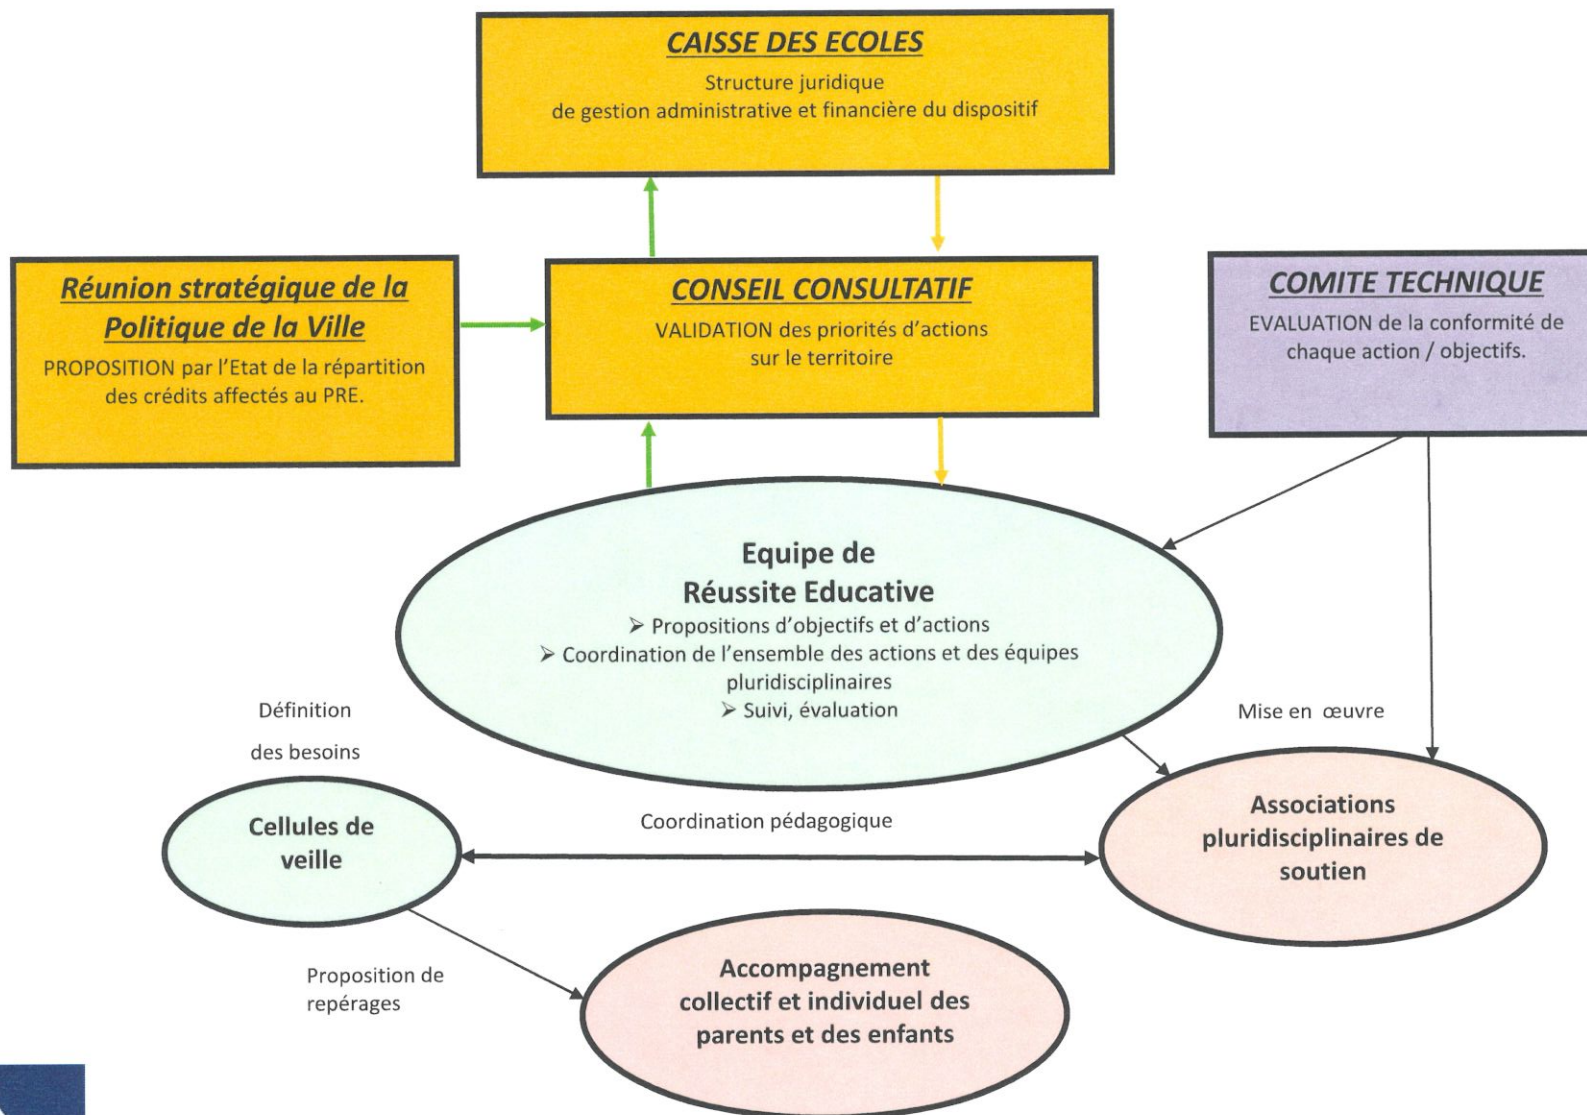 CAISSE DES ECOLES
Structure juridique
de gestion administrative et financière du dispositif
Réunion stratégique de la
Politique de la Ville
PROPOSITION par l’Etat de la répartition
des crédits affectés au PRE.
CONSEIL CONSULTATIF
VALIDATION des priorités d’actions
sur le territoire
COMITE TECHNIQUE
EVALUATION de la conformité de
chaque action / objectifs.
Equipe de
Réussite Educative
➢ Propositions d’objectifs et d’actions
➢ Coordination de l’ensemble des actions et des équipes
pluridisciplinaires
➢ Suivi, évaluation
Définition
des besoins
Mise en œuvre
Cellules de
veille
Coordination pédagogique
Associations
pluridisciplinaires de
soutien
Proposition de
repérages
Accompagnement
collectif et individuel des
parents et des enfants